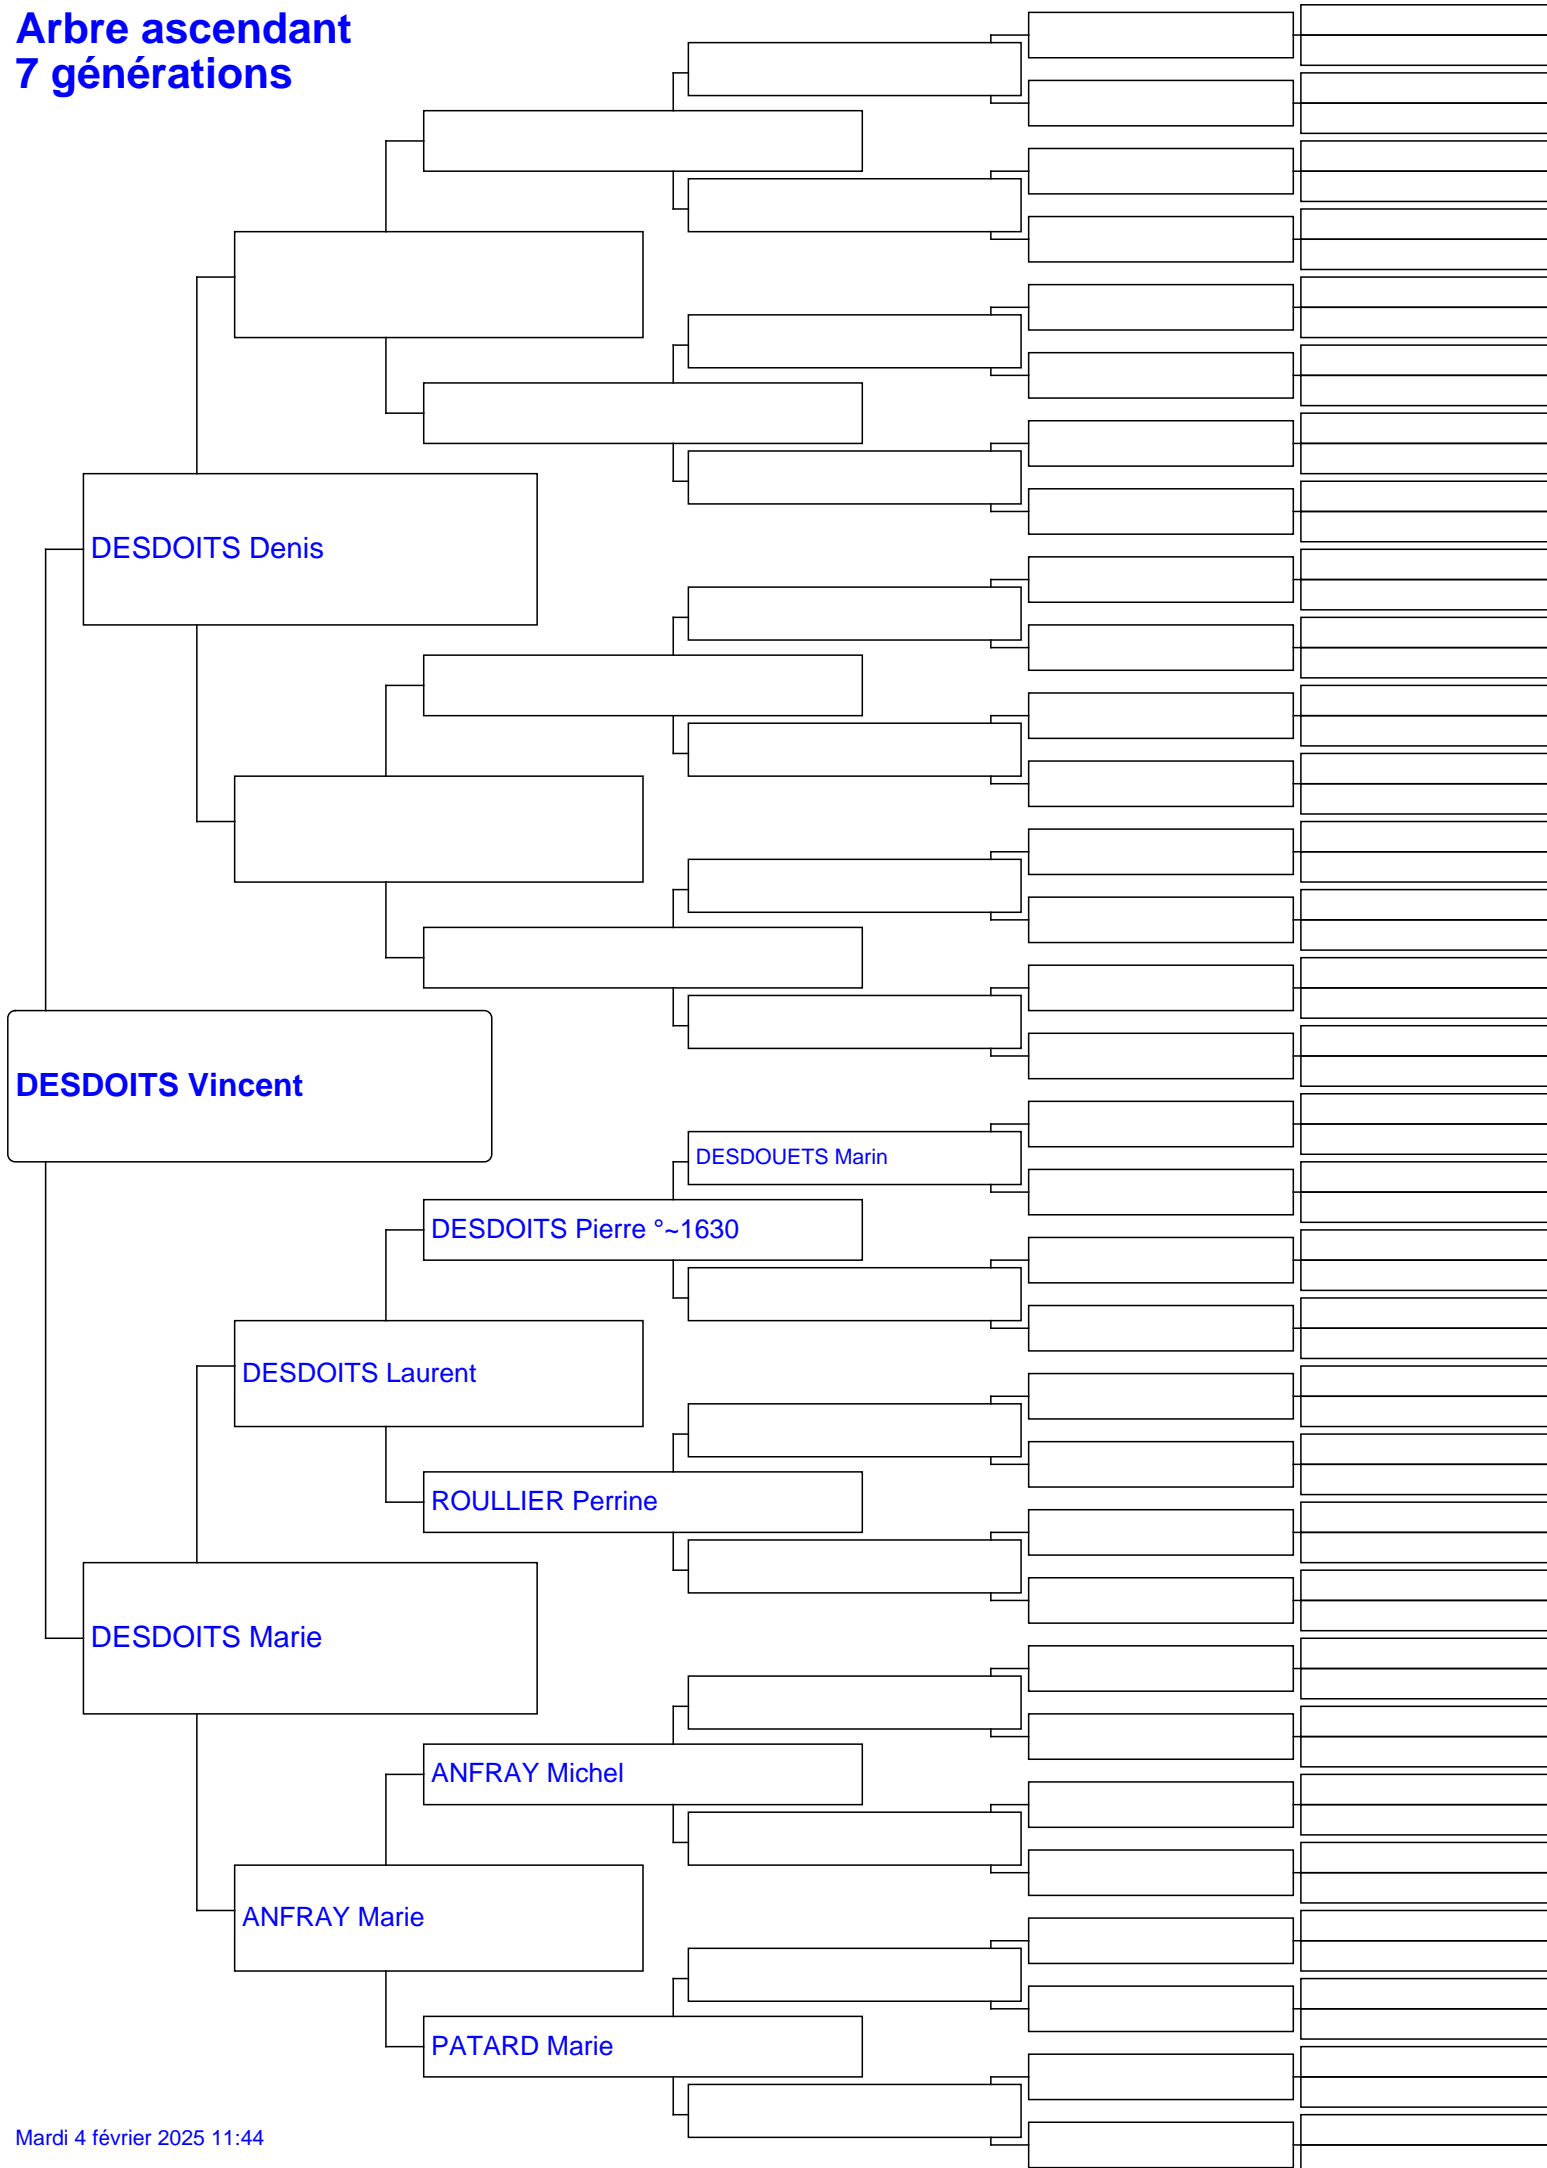 Arbre ascendant
7 générations
DESDOITS Denis
DESDOITS Vincent
DESDOUETS Marin
DESDOITS Pierre °~1630
DESDOITS Laurent
ROULLIER Perrine
DESDOITS Marie
ANFRAY Michel
ANFRAY Marie
PATARD Marie
Mardi 4 février 2025 11:44